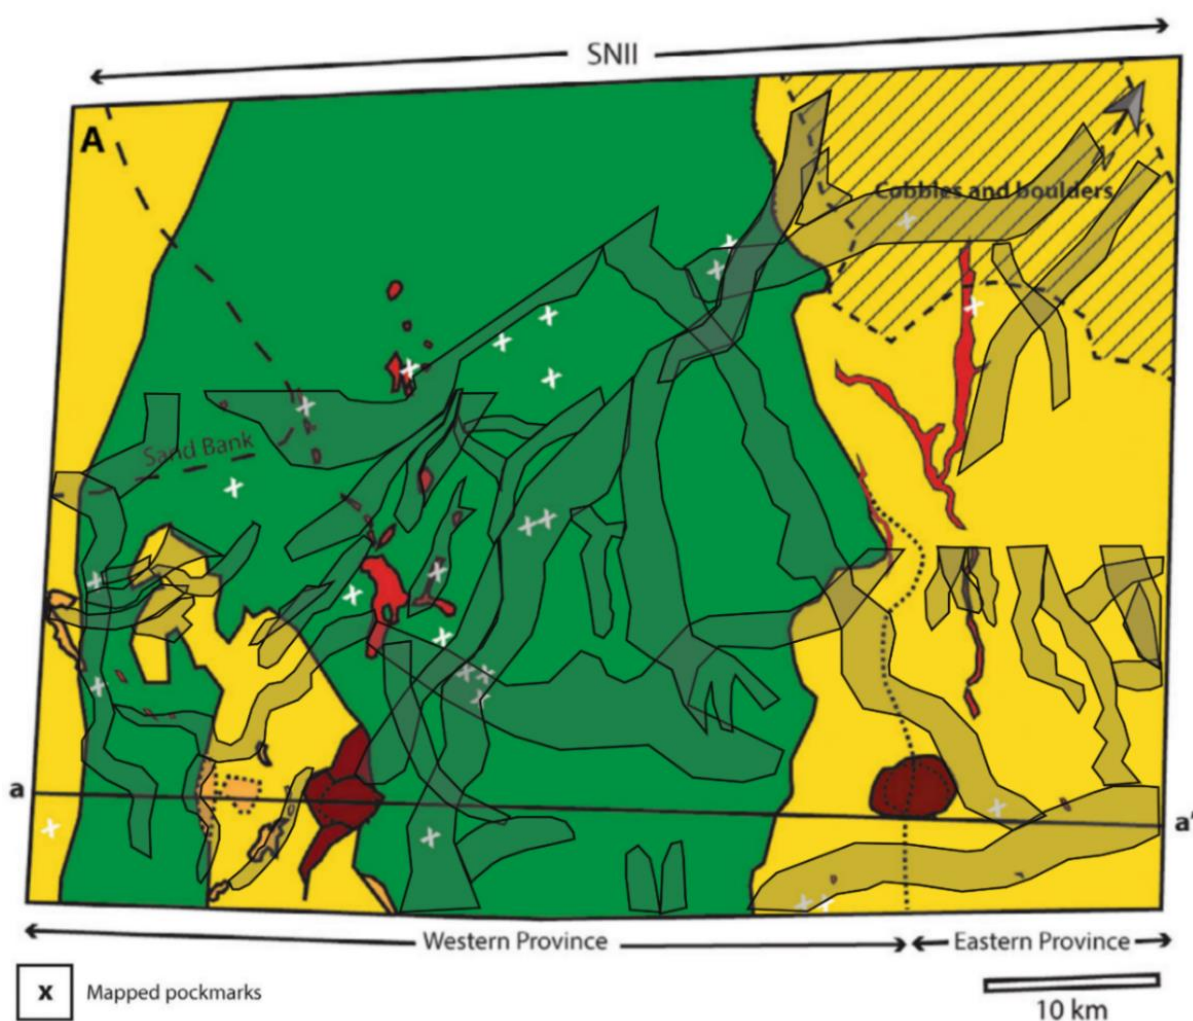 SNII
A
Cobbles and boulders
Sand Bank
a
a'
Western Province
Eastern Province
x Mapped pockmarks
10 km